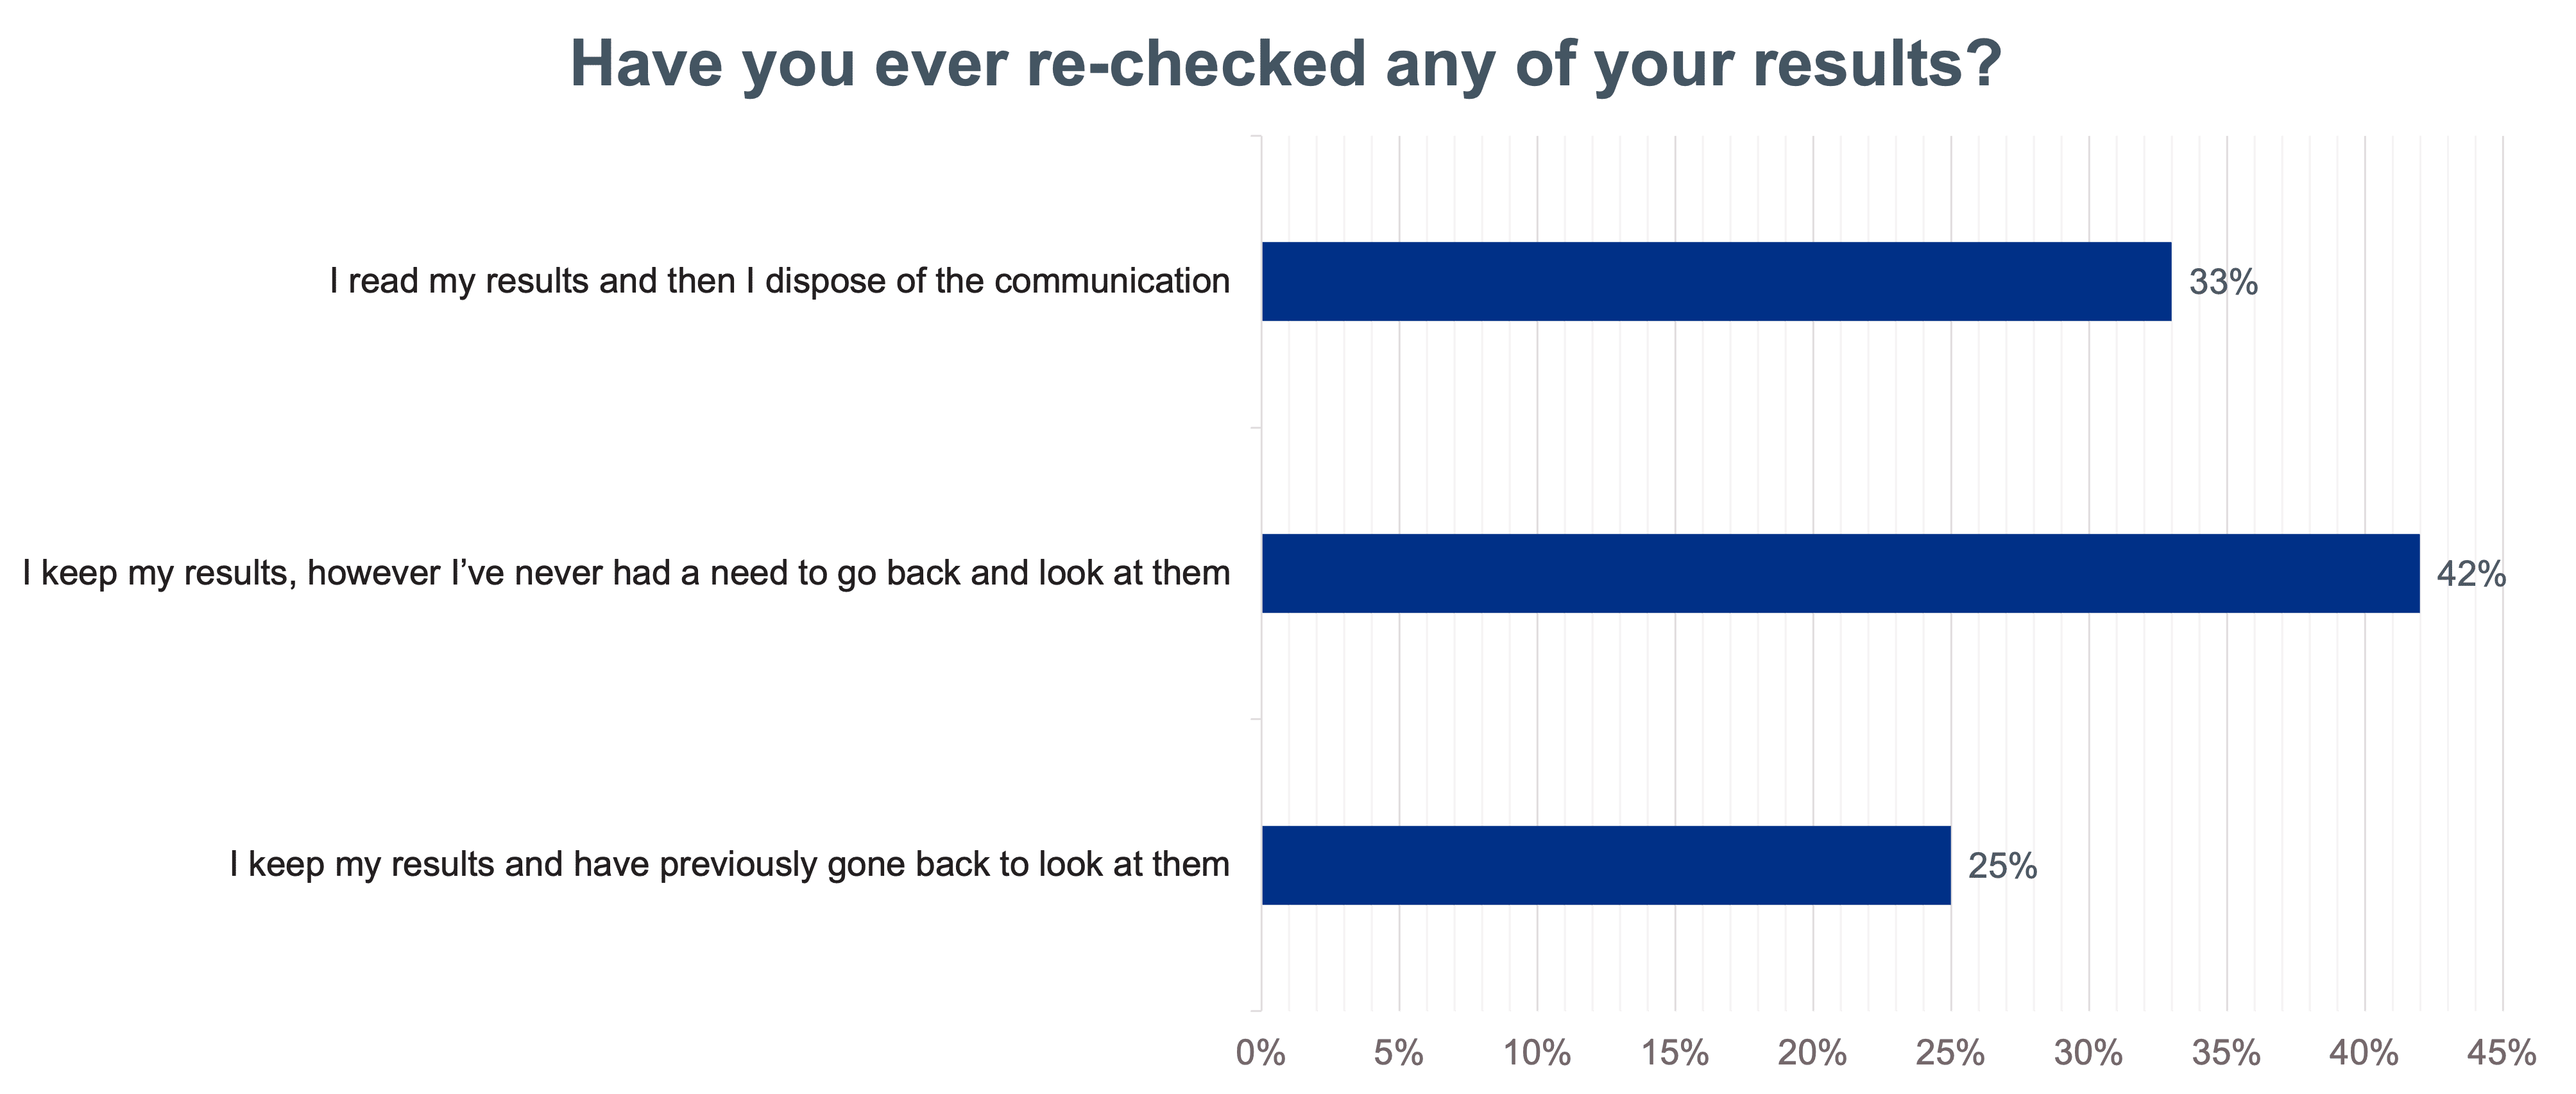 Have you ever re-checked any of your results?
I read my results and then I dispose of the communication
33%
I keep my results, however I’ve never had a need to go back and look at them
42%
I keep my results and have previously gone back to look at them
25%
0% 5% 10% 15% 20% 25% 30% 35% 40% 45%